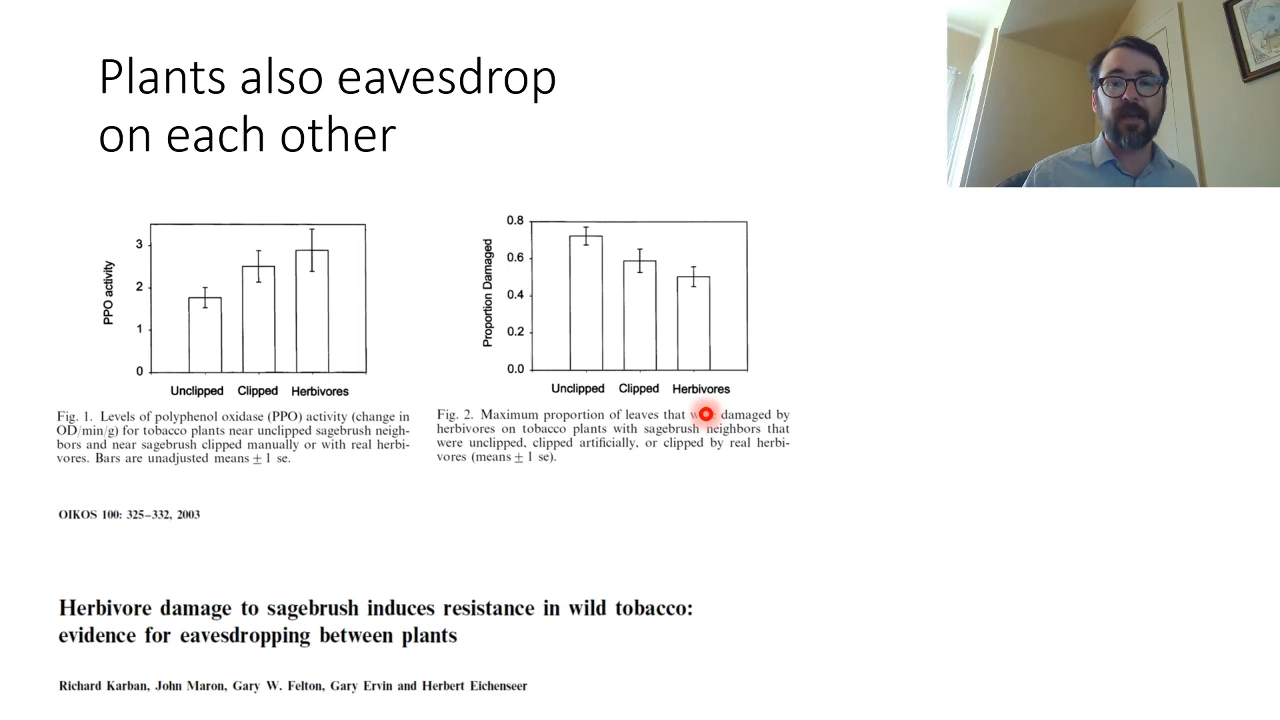 Plants also eavesdrop
on each other
3
2
1
0
PPO activity
Unclipped Clipped Herbivores
Fig. 1. Levels of polyphenol oxidase (PPO) activity (change in
OD/min/g) for tobacco plants near unclipped sagebrush neigh-
bors and near sagebrush clipped manually or with real herbi-
vores. Bars are unadjusted means ± 1 se.
0.8
0.6
0.4
0.2
0.0
Proportion Damaged
Unclipped Clipped Herbivores
Fig. 2. Maximum proportion of leaves that damaged by
herbivores on tobacco plants with sagebrush neighbors that
were unclipped, clipped artificially, or clipped by real herbi-
vores (means ± 1 se).
OIKOS 100: 325–332, 2003
Herbivore damage to sagebrush induces resistance in wild tobacco:
evidence for eavesdropping between plants
Richard Karban, John Maron, Gary W. Felton, Gary Ervin and Herbert Eichenseer